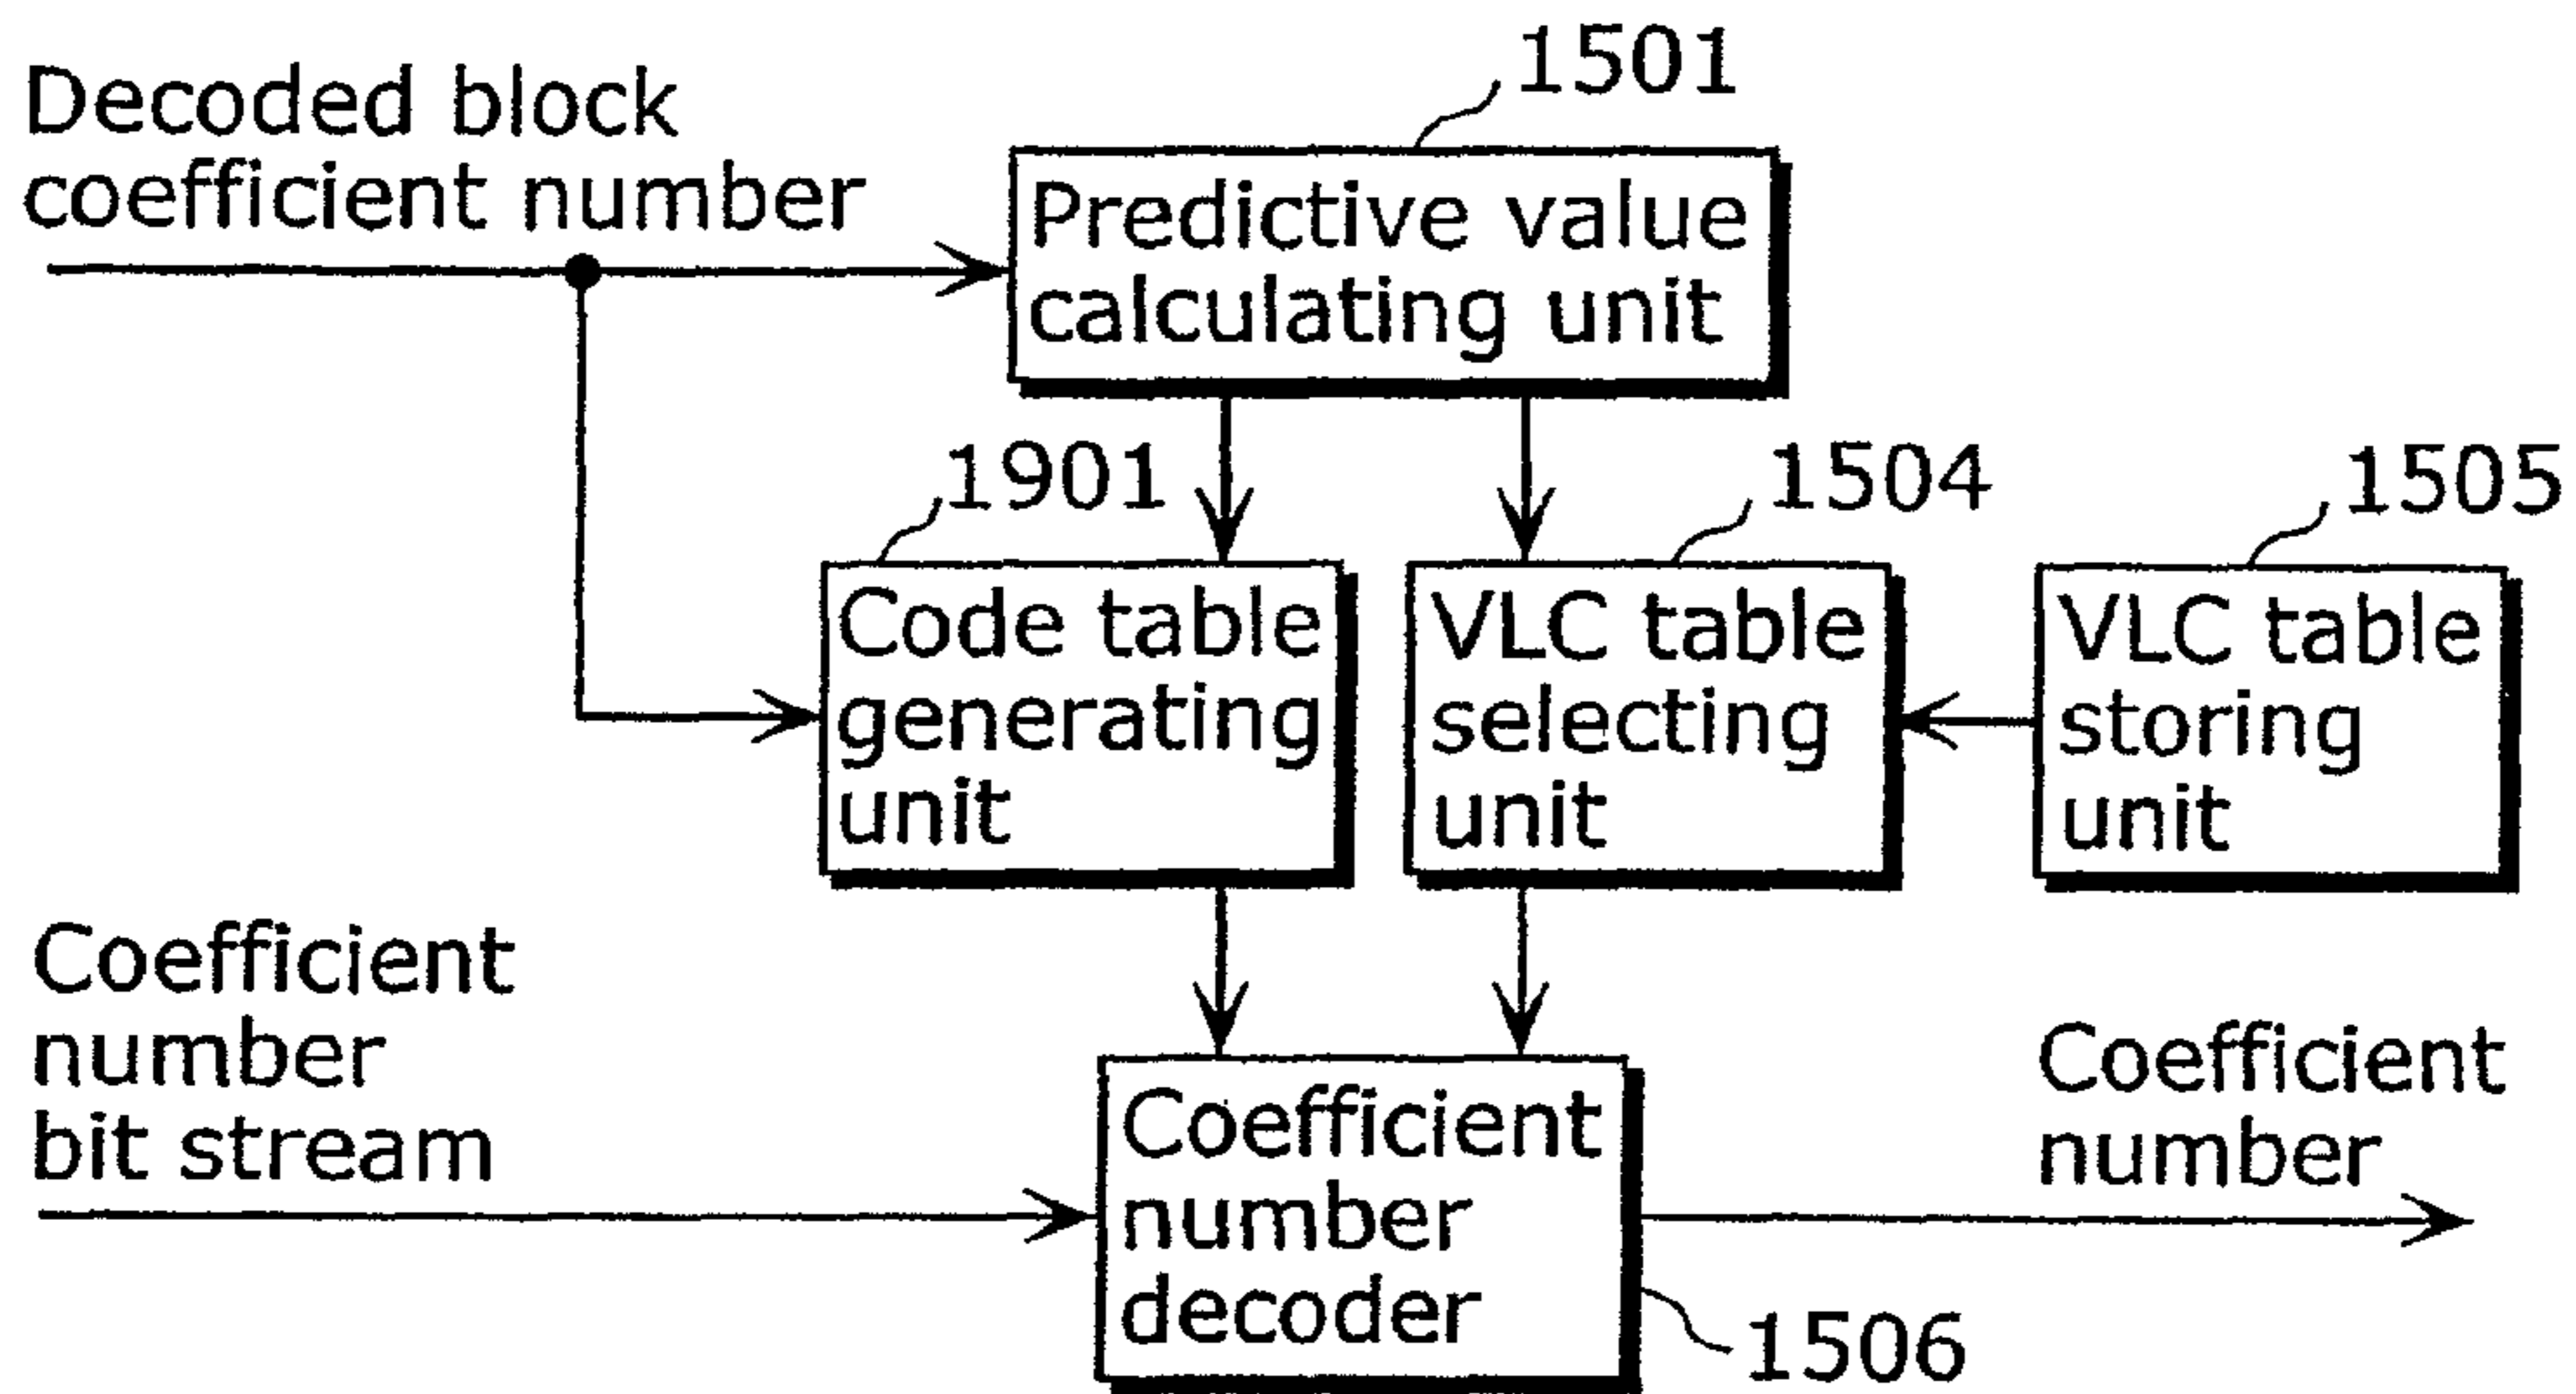 1501
Decoded block
coefficient number
Predictive value
calculating unit
1901
1504
1505
Code table
generating
unit
VLC table
selecting
unit
VLC table
storing
unit
Coefficient
number
bit stream
Coefficient
number
decoder
Coefficient
number
1506